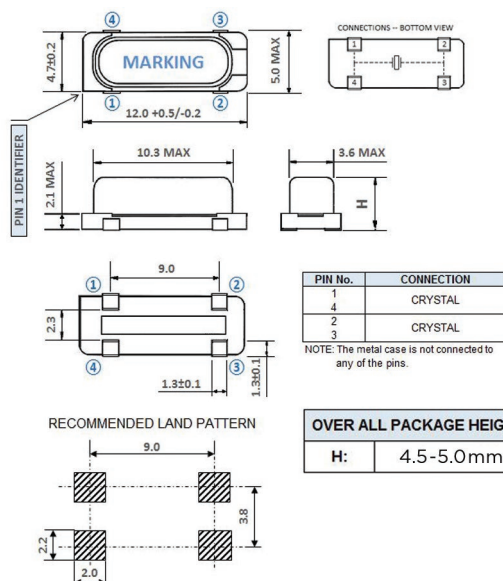 ④
③
CONNECTIONS -- BOTTOM VIEW
4.7±0.2
MARKING
5.0 MAX
1
2
4
3
①
②
12.0 +0.5/-0.2
PIN 1 IDENTIFIER
10.3 MAX
3.6 MAX
2.1 MAX
H
①
9.0
②
2.3
④
③
1.3±0.1
1.3±0.1
PIN No. CONNECTION
1
4
CRYSTAL
2
3
CRYSTAL
NOTE: The metal case is not connected to
any of the pins.
RECOMMENDED LAND PATTERN
9.0
3.8
2.2
2.0
OVER ALL PACKAGE HEIG
H: 4.5-5.0mm